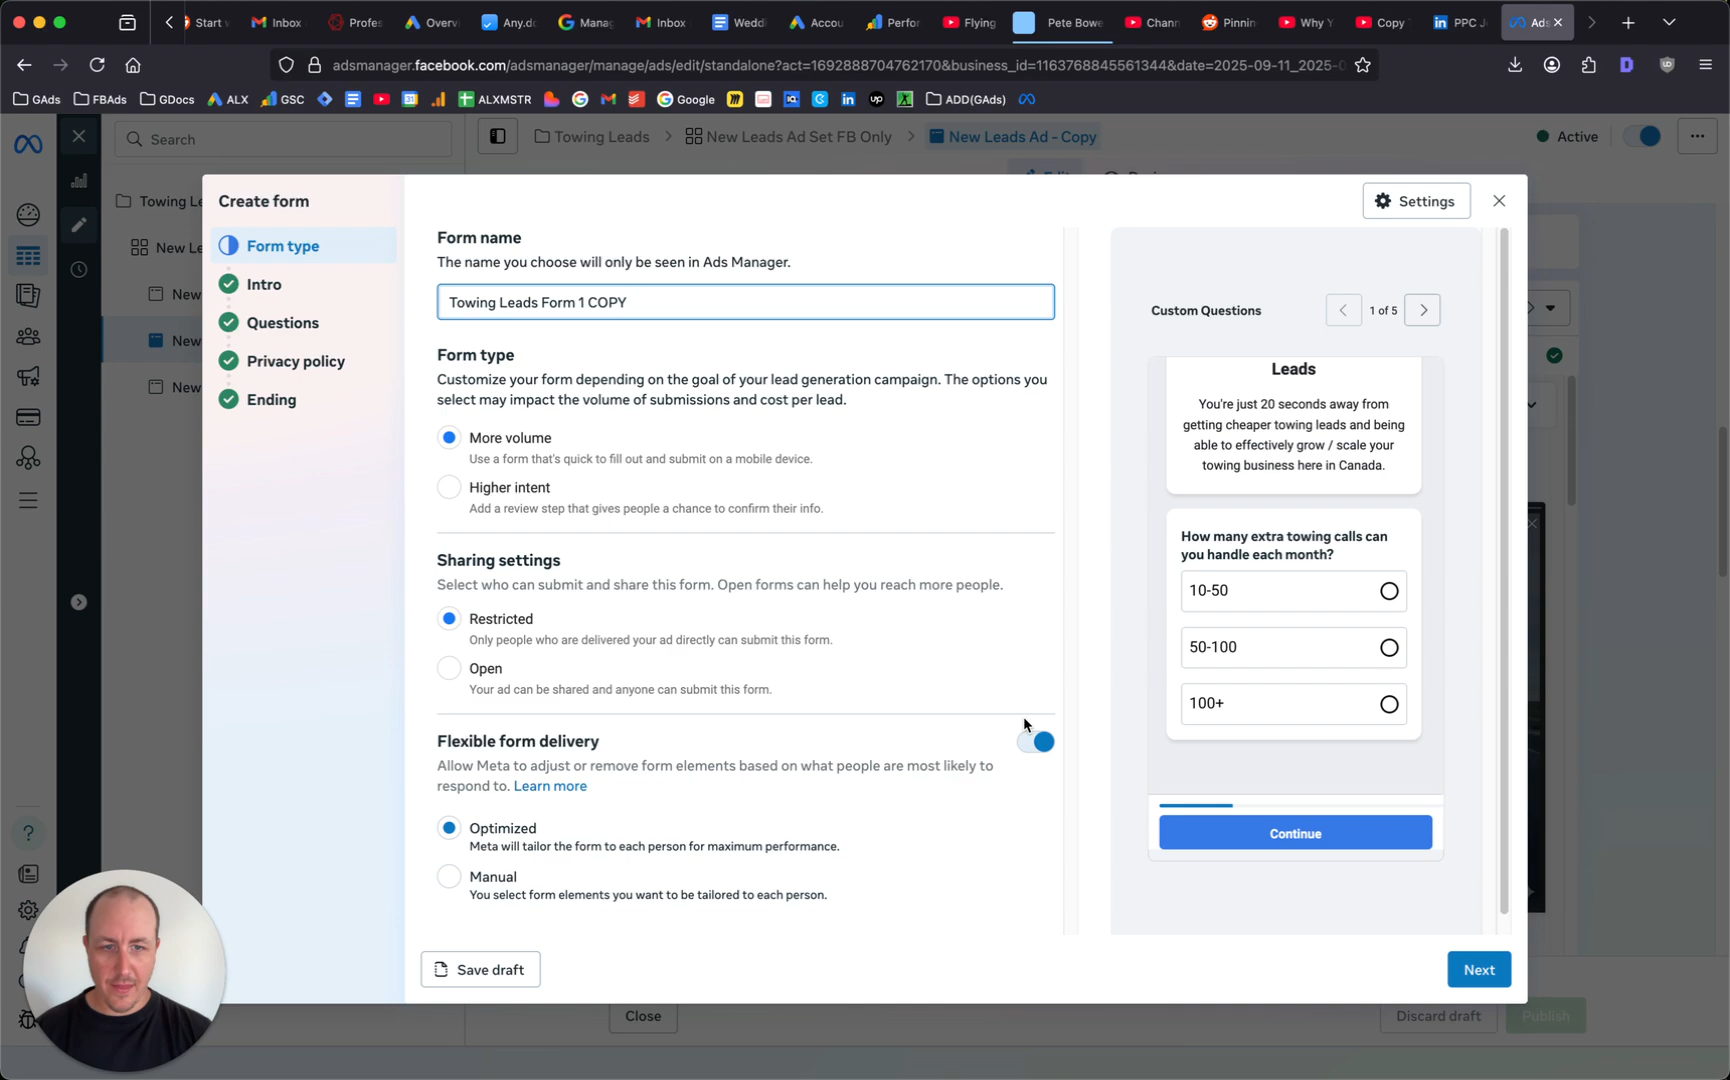 Start w
Inbox
Profes
Overv
Any.do
Manag
Inbox
Weddi
Accou
Perfor
Flying
Pete Bowe
Chann
Pinnin
Why Y
Copy
PPC J
Ads
adsmanager.facebook.com/adsmanager/manage/ads/edit/standalone?act=1692888704762170&business_id=1163768845561344&date=2025-09-11_2025-0
GAds
FBAds
GDocs
ALX
GSC
ALXMSTR
Google
ADD(GAds)
Search
Towing Leads
New Leads Ad Set FB Only
New Leads Ad - Copy
Active
Towing Le
New Le
New
New
New
Create form
Form type
Intro
Questions
Privacy policy
Ending
Settings
Form name
The name you choose will only be seen in Ads Manager.
Towing Leads Form 1 COPY
Form type
Customize your form depending on the goal of your lead generation campaign. The options you
select may impact the volume of submissions and cost per lead.
More volume
Use a form that's quick to fill out and submit on a mobile device.
Higher intent
Add a review step that gives people a chance to confirm their info.
Sharing settings
Select who can submit and share this form. Open forms can help you reach more people.
Restricted
Only people who are delivered your ad directly can submit this form.
Open
Your ad can be shared and anyone can submit this form.
Flexible form delivery
Allow Meta to adjust or remove form elements based on what people are most likely to
respond to. Learn more
Optimized
Meta will tailor the form to each person for maximum performance.
Manual
You select form elements you want to be tailored to each person.
Custom Questions
1 of 5
Leads
You're just 20 seconds away from
getting cheaper towing leads and being
able to effectively grow / scale your
towing business here in Canada.
How many extra towing calls can
you handle each month?
10-50
50-100
100+
Continue
Save draft
Next
Close
Discard draft
Publish